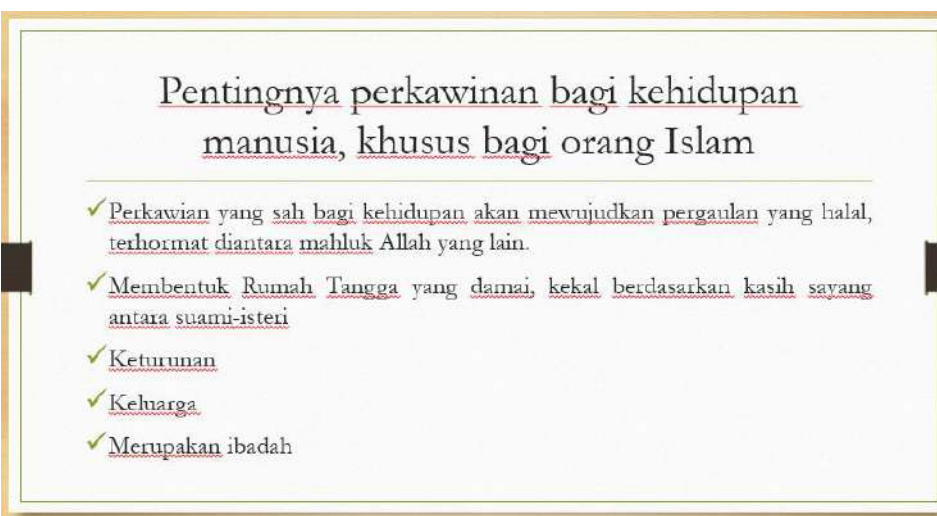 Pentingnya perkawinan bagi kehidupan
manusia, khusus bagi orang Islam
Perkawian yang sah bagi kehidupan akan mewujudkan pergaulan yang halal,
terhormat diantara mahluk Allah yang lain.
Membentuk Rumah Tangga yang damai, kekal berdasarkan kasih sayang
antara suami-isteri
Keturunan
Keluarga
Merupakan ibadah